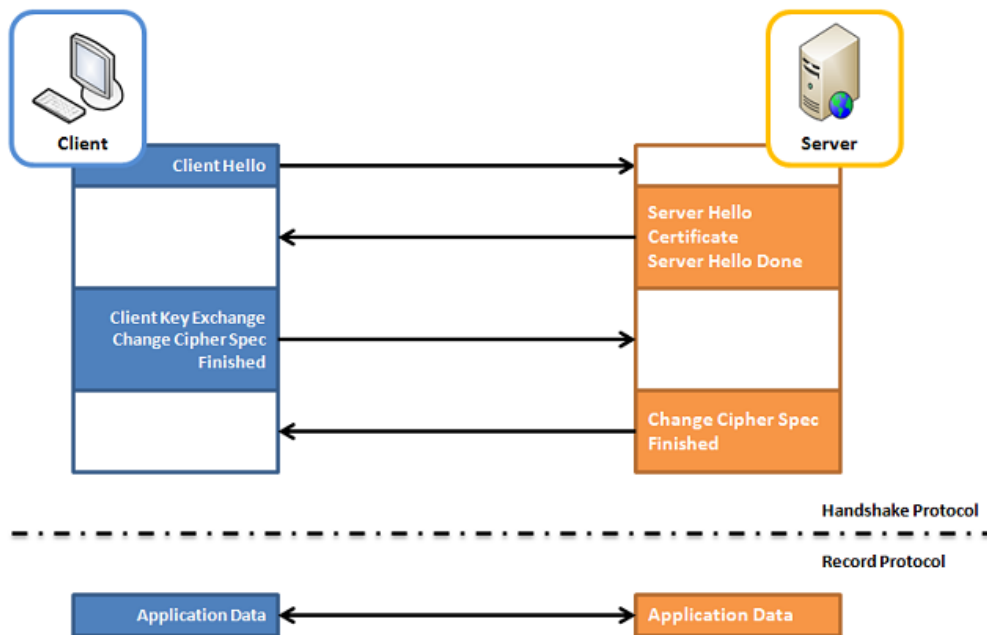 Client
Server
Client Hello
Server Hello
Certificate
Server Hello Done
Client Key Exchange
Change Cipher Spec
Finished
Change Cipher Spec
Finished
Handshake Protocol
Record Protocol
Application Data
Application Data